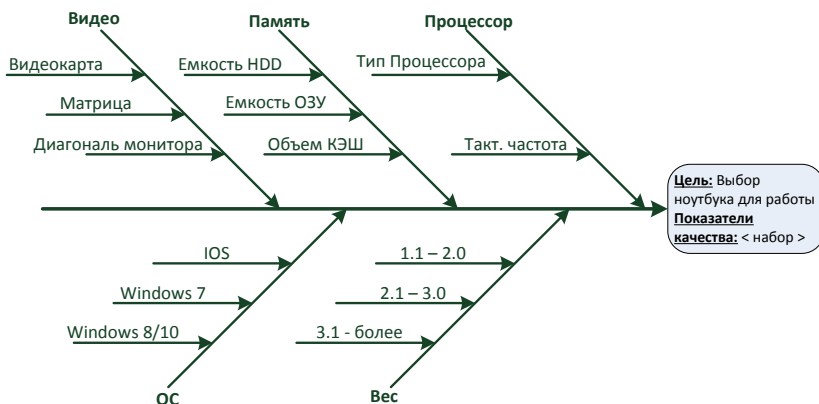 Видео
Память
Процессор
Видеокарта
Емкость HDD
Тип Процессора
Матрица
Емкость ОЗУ
Диагональ монитора
Объем КЭШ
Такт. частота
Цель: Выбор
ноутбука для работы
Показатели
качества: < набор >
IOS
1.1 – 2.0
Windows 7
2.1 – 3.0
Windows 8/10
3.1 - более
ОС
Вес